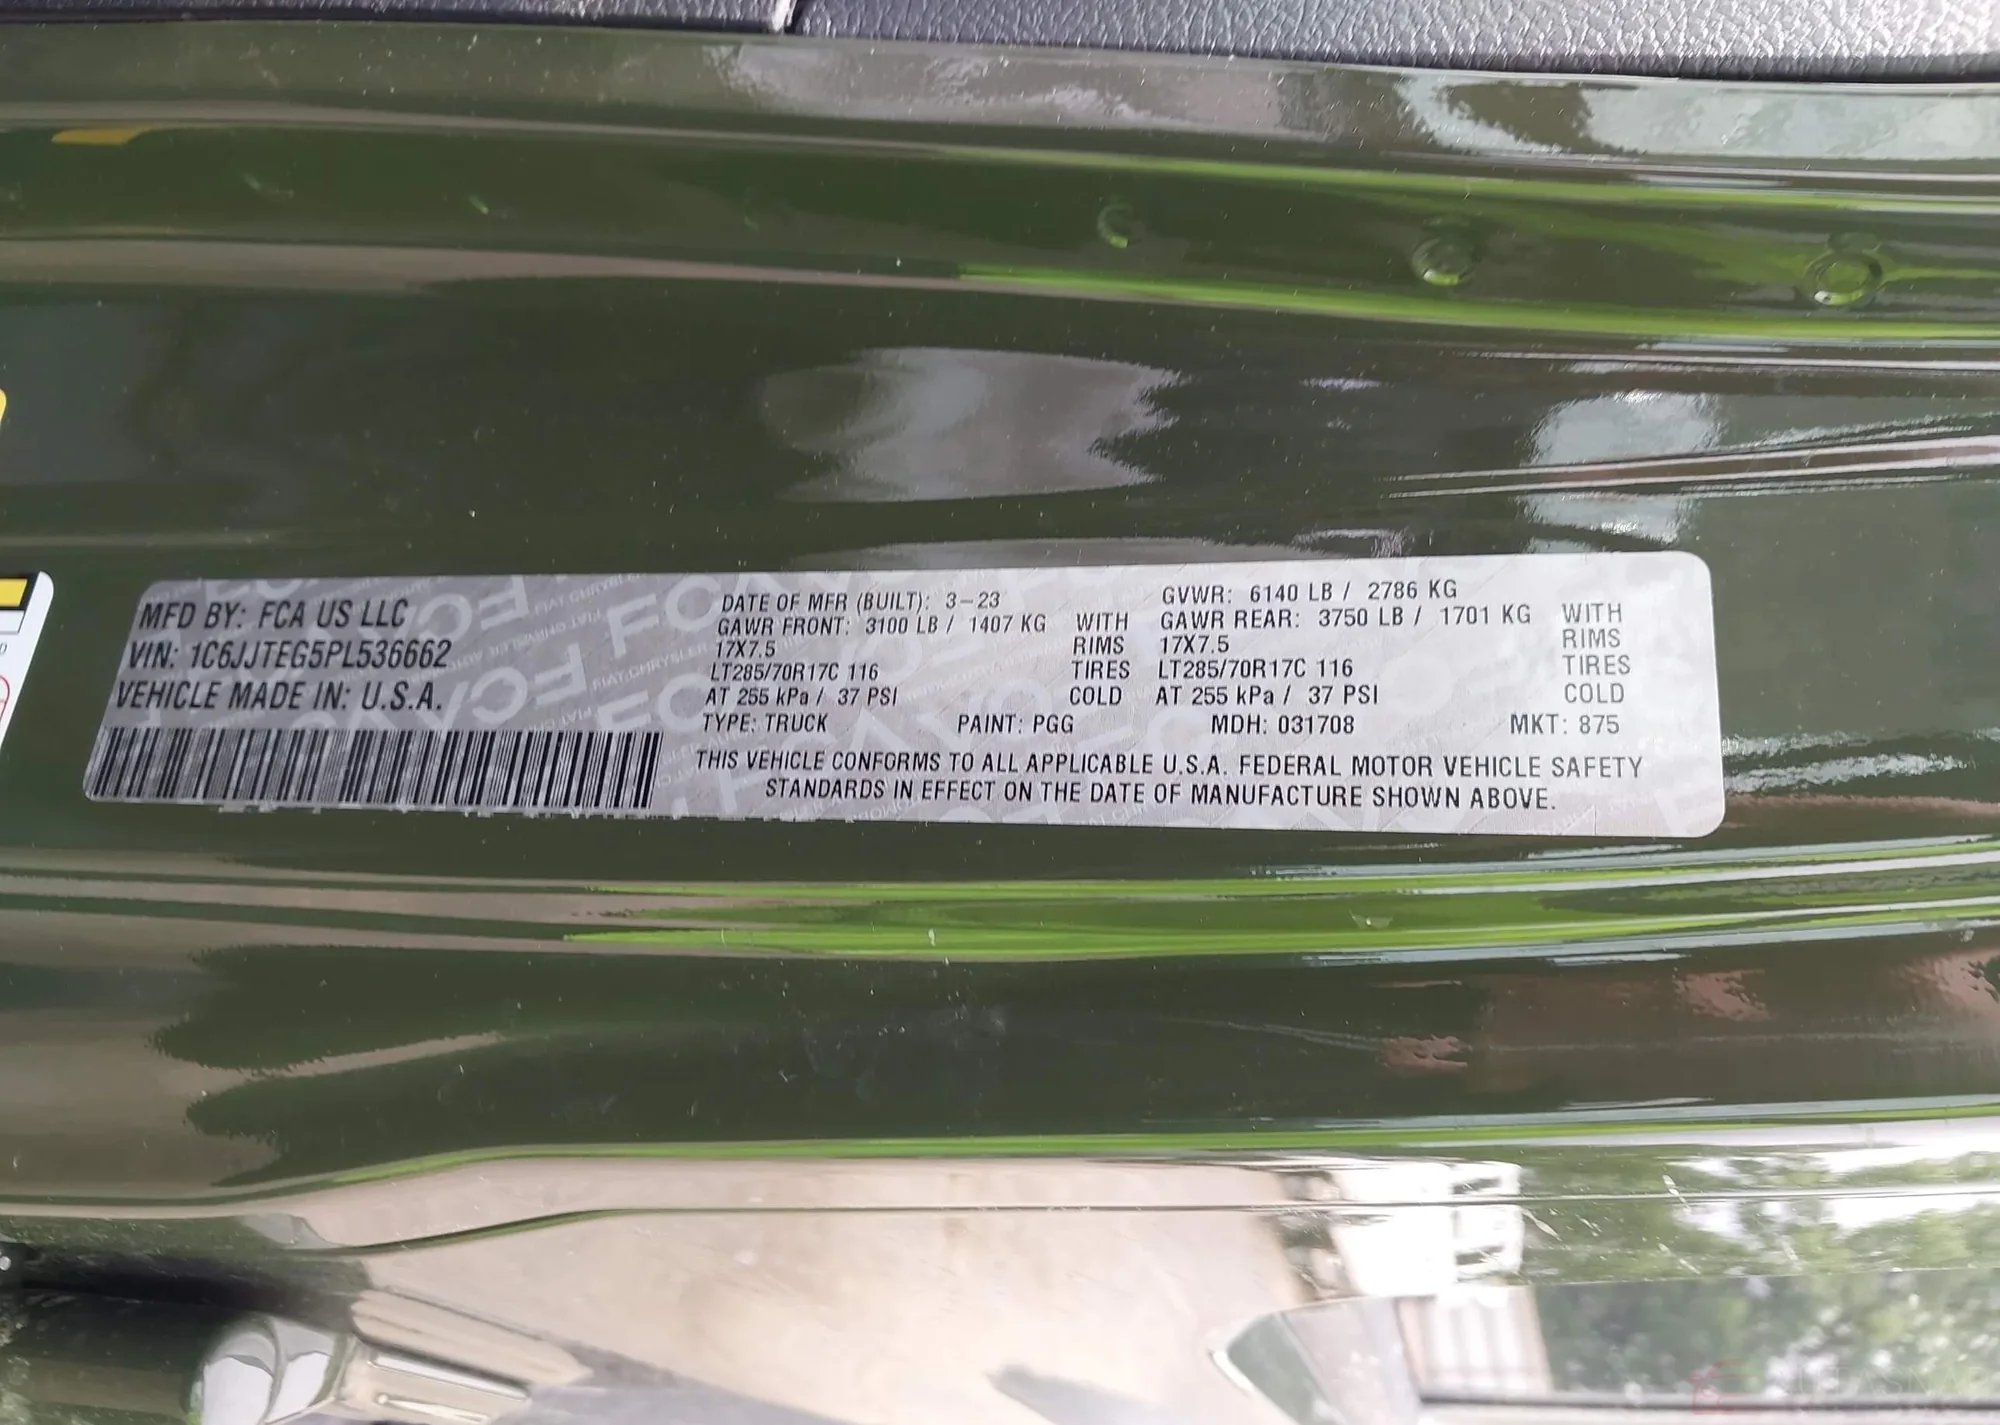 MFD BY: FCA US LLC
VIN: 1C6JJTEG5PL536662
VEHICLE MADE IN: U.S.A.
DATE OF MFR (BUILT): 3-23 GVWR: 6140 LB / 2786 KG
GAWR FRONT: 3100 LB / 1407 KG WITH GAWR REAR: 3750 LB / 1701 KG WITH
17X7.5 RIMS 17X7.5 RIMS
LT285/70R17C 116 TIRES LT285/70R17C 116 TIRES
AT 255 kPa / 37 PSI COLD AT 255 kPa / 37 PSI COLD
TYPE: TRUCK PAINT: PGG MDH: 031708 MKT: 875
THIS VEHICLE CONFORMS TO ALL APPLICABLE U.S.A. FEDERAL MOTOR VEHICLE SAFETY
STANDARDS IN EFFECT ON THE DATE OF MANUFACTURE SHOWN ABOVE.